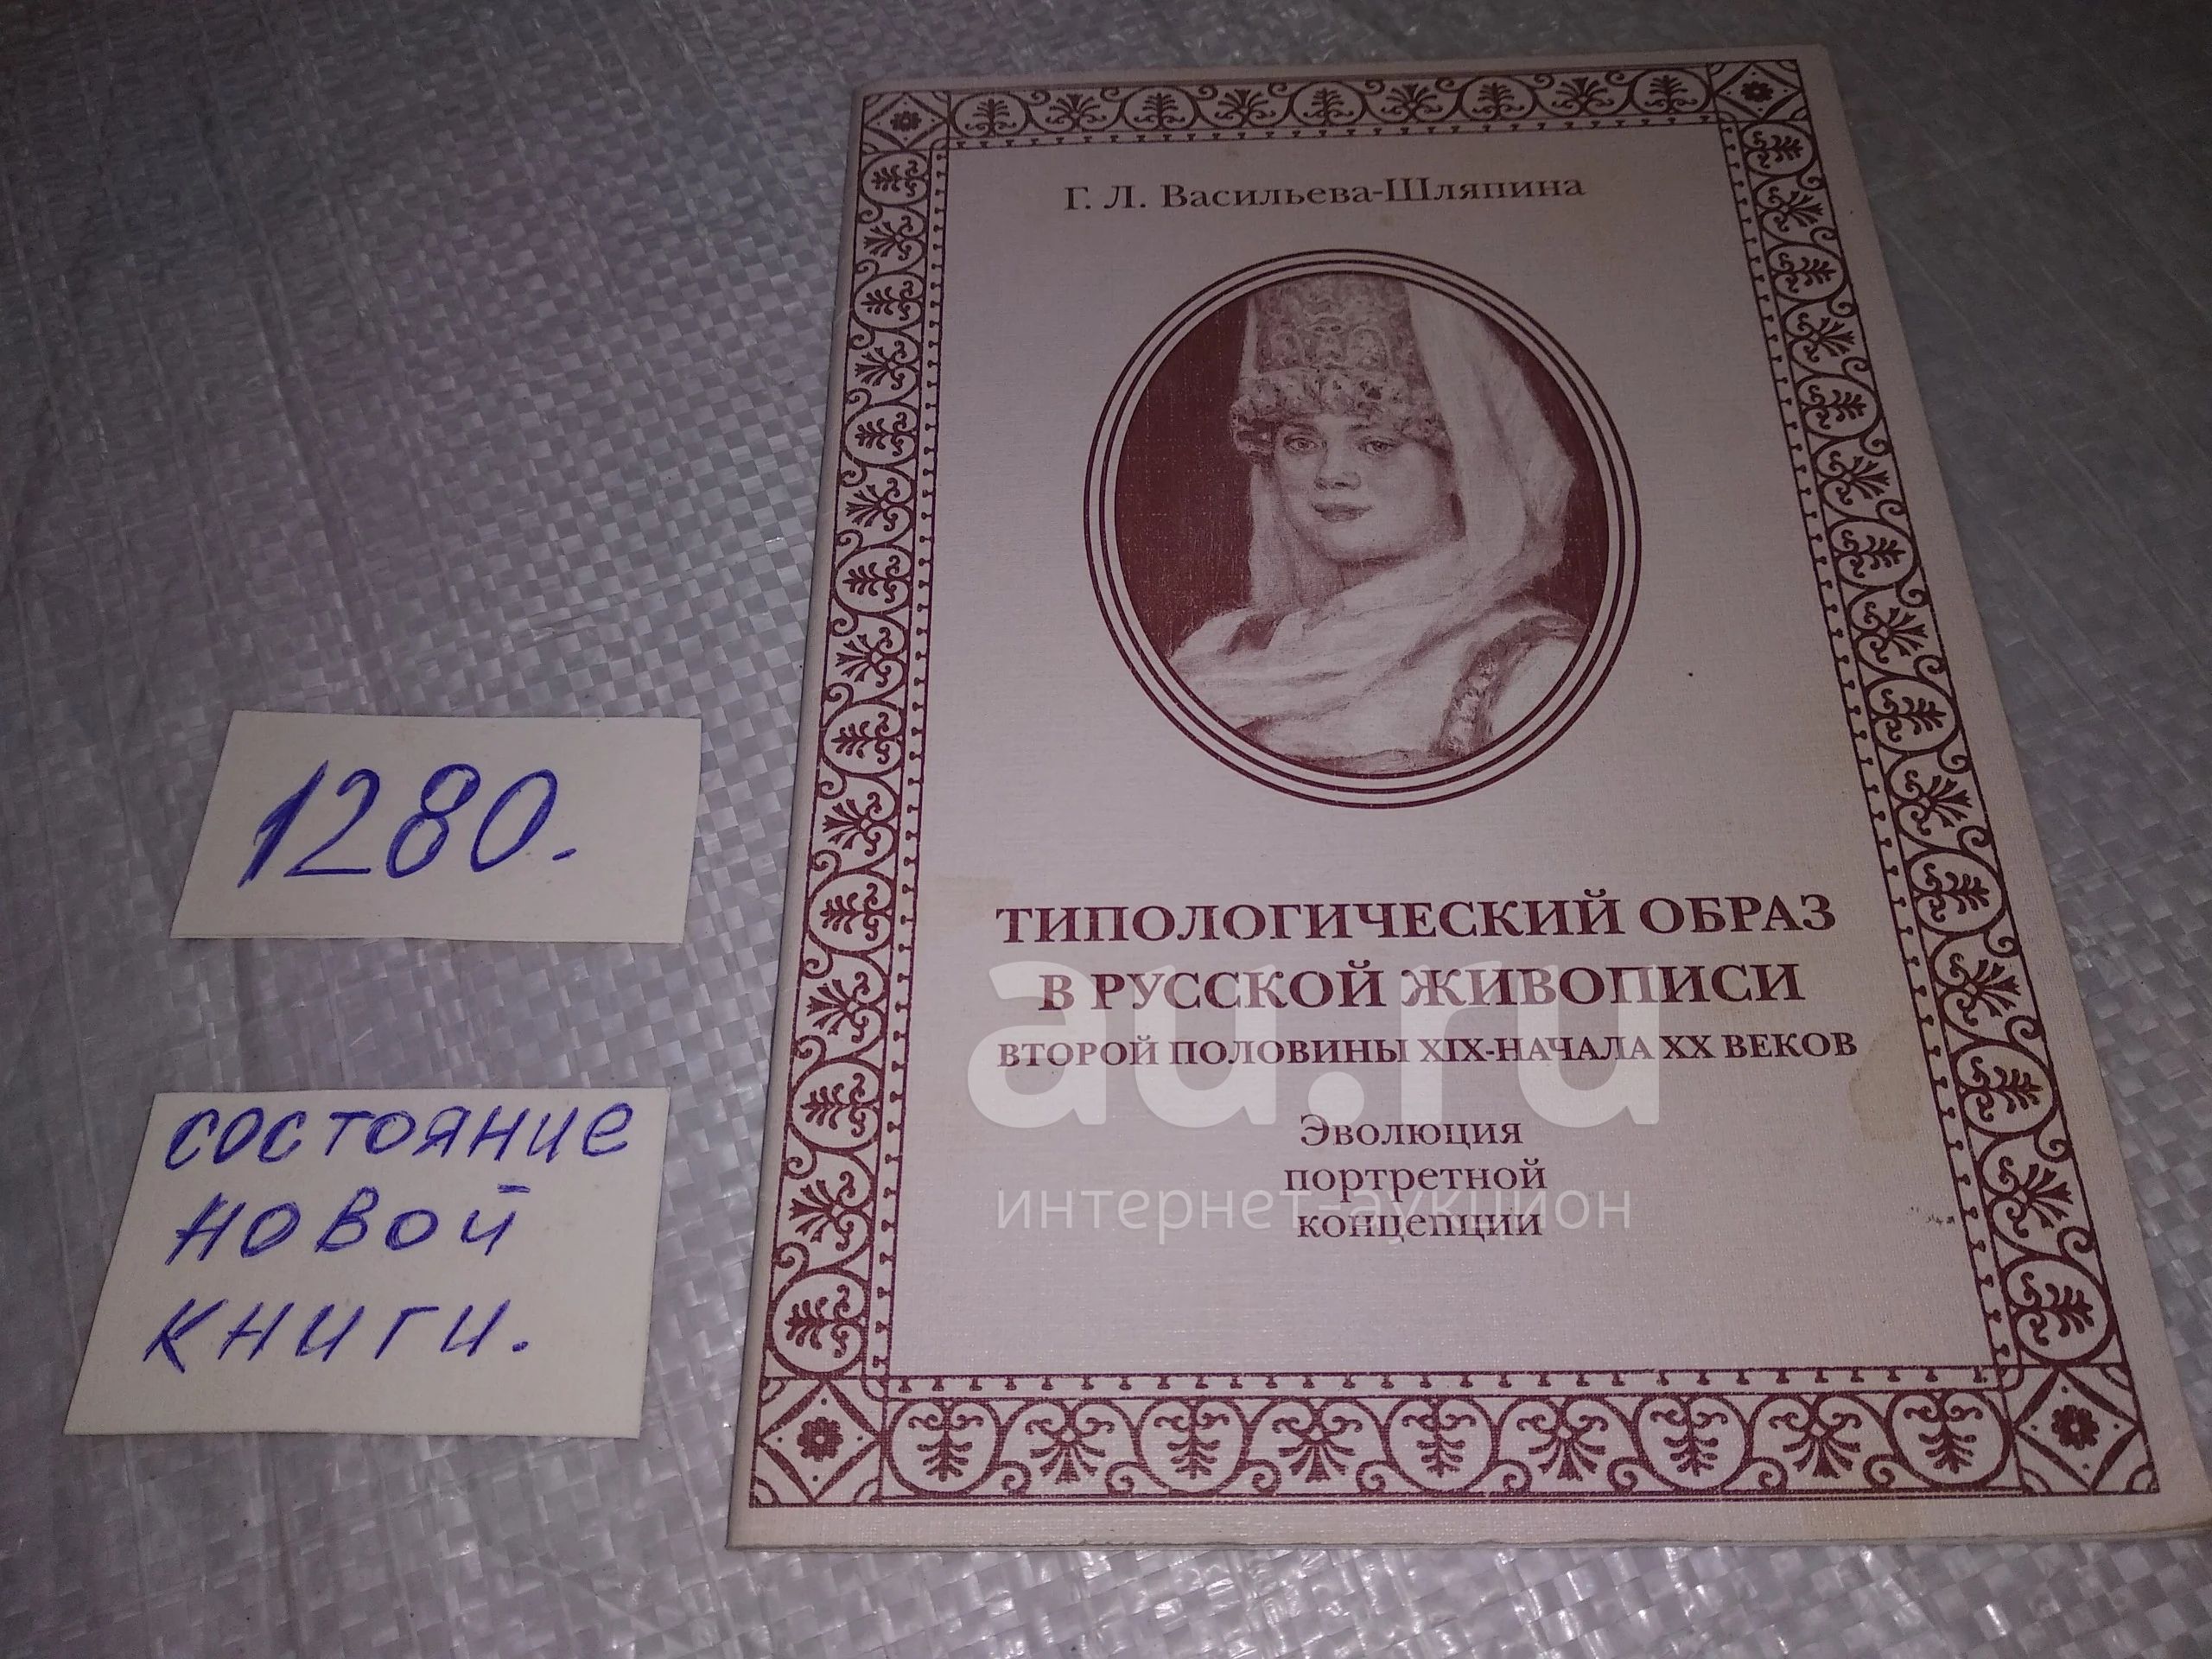 Г. Л. Васильева-Шляпина
ТИПОЛОГИЧЕСКИЙ ОБРАЗ
В РУССКОЙ ЖИВОПИСИ
ВТОРОЙ ПОЛОВИНЫ XIX-НАЧАЛА XX ВЕКОВ
Эволюция
портретной
концепции
au.ru
интернет-аукцион
1280.
состояние
новой
книги.